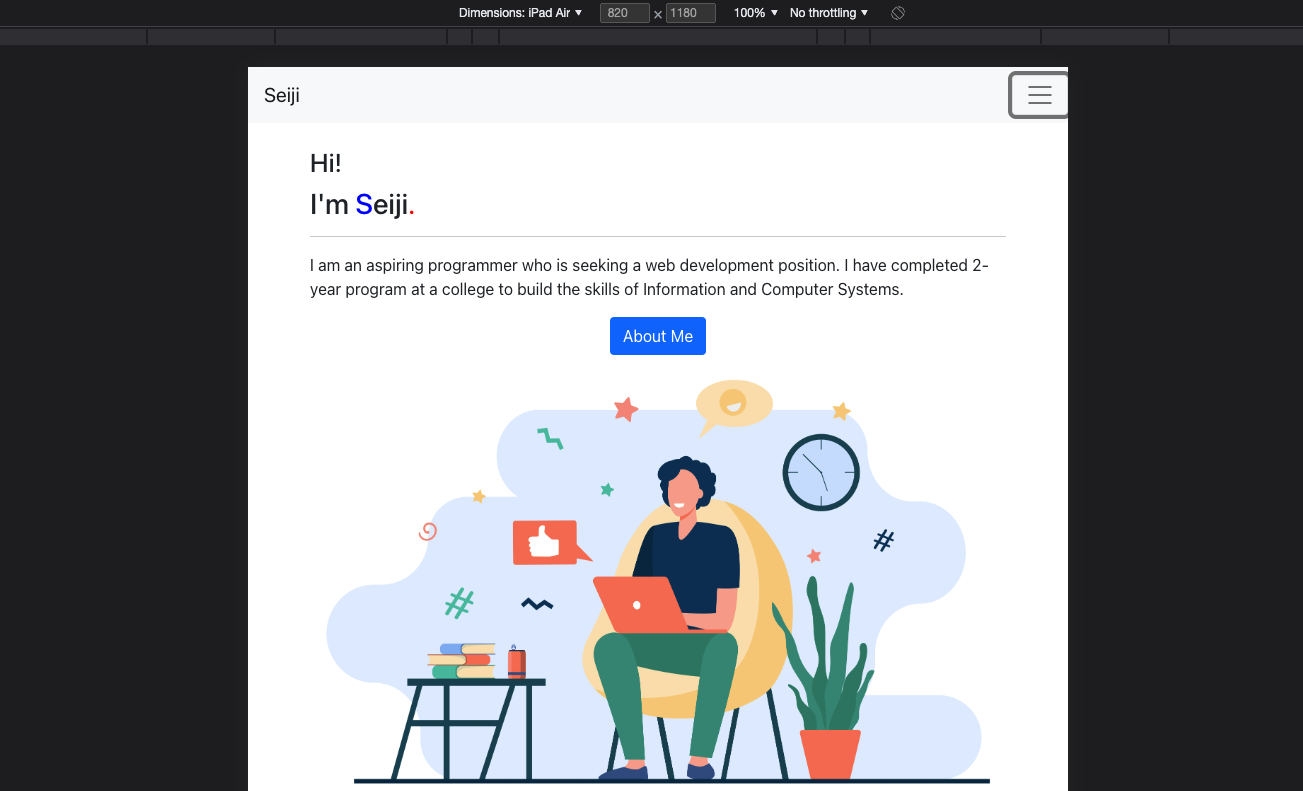 Dimensions: iPad Air ▼ 820 × 1180 100% ▼ No throttling ▼
Seiji
Hi!
I'm Seiji.
I am an aspiring programmer who is seeking a web development position. I have completed 2-
year program at a college to build the skills of Information and Computer Systems.
About Me
#
#